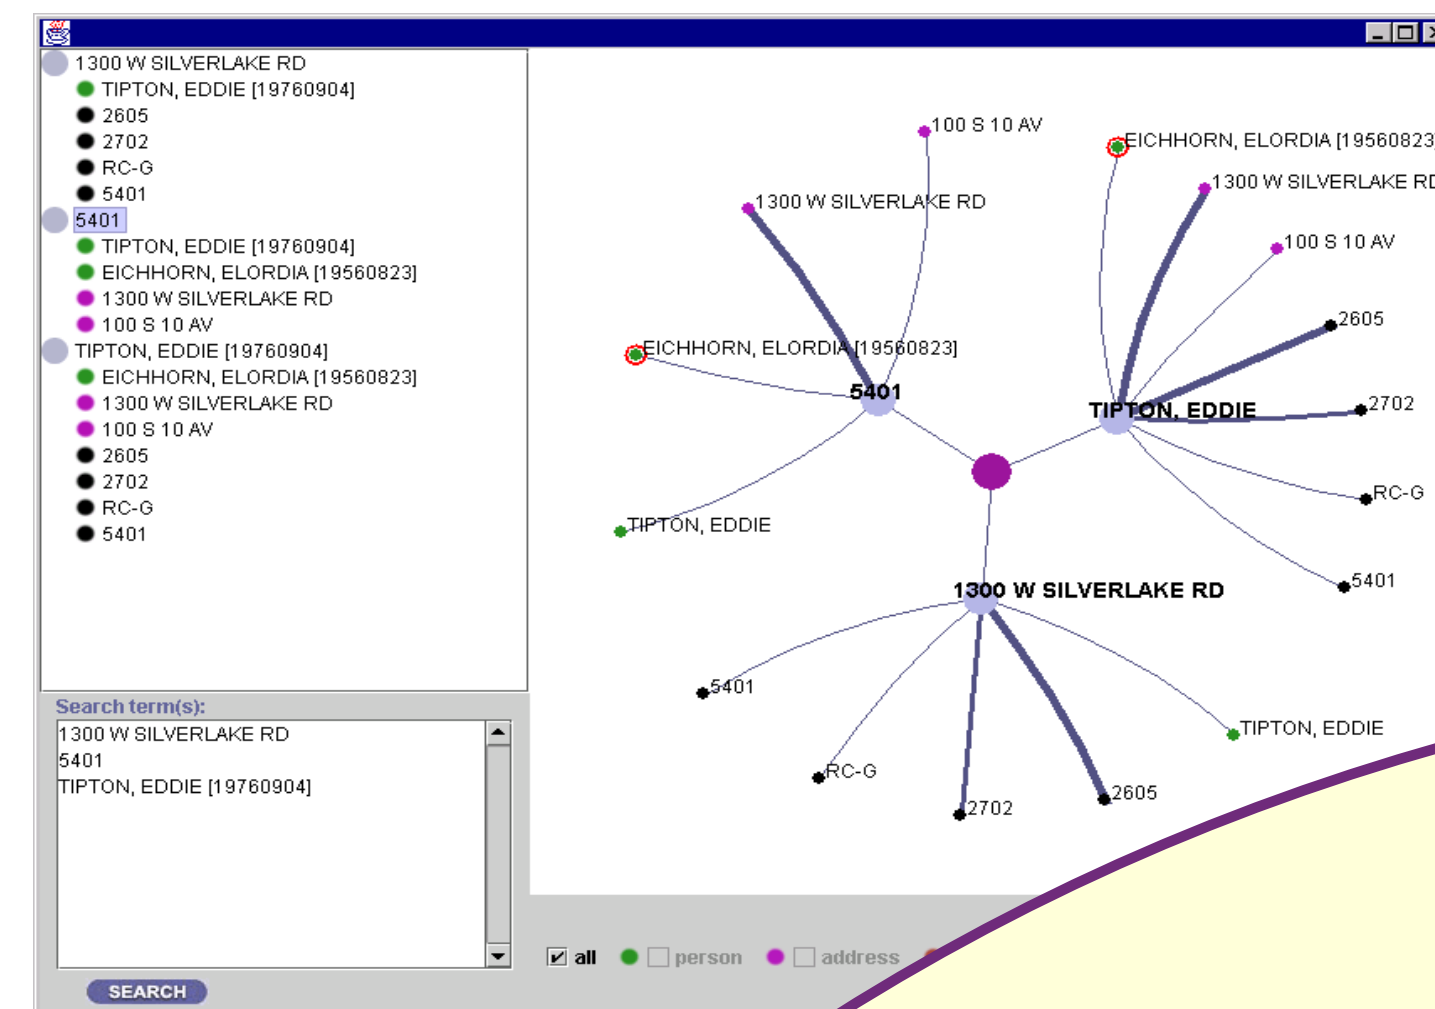 1300 W SILVERLAKE RD
TIPTON, EDDIE [19760904]
2605
2702
RC-G
5401
5401
TIPTON, EDDIE [19760904]
EICHHORN, ELORDIA [19560823]
1300 W SILVERLAKE RD
100 S 10 AV
TIPTON, EDDIE [19760904]
EICHHORN, ELORDIA [19560823]
1300 W SILVERLAKE RD
100 S 10 AV
2605
2702
RC-G
5401
Search term(s):
1300 W SILVERLAKE RD
5401
TIPTON, EDDIE [19760904]
SEARCH
100 S 10 AV
EICHHORN, ELORDIA [19560823]
1300 W SILVERLAKE RD
1300 W SILVERLAKE RD
100 S 10 AV
2605
EICHHORN, ELORDIA [19560823]
5401
TIPTON, EDDIE
2702
RC-G
TIPTON, EDDIE
5401
1300 W SILVERLAKE RD
5401
TIPTON, EDDIE
RC-G
2605
2702
all person address